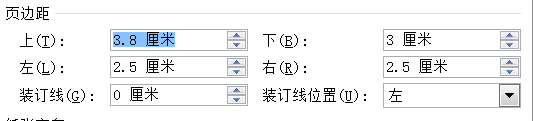 页边距
上(T): 3.8 厘米 下(B): 3 厘米
左(L): 2.5 厘米 右(R): 2.5 厘米
装订线(G): 0 厘米 装订线位置(U): 左